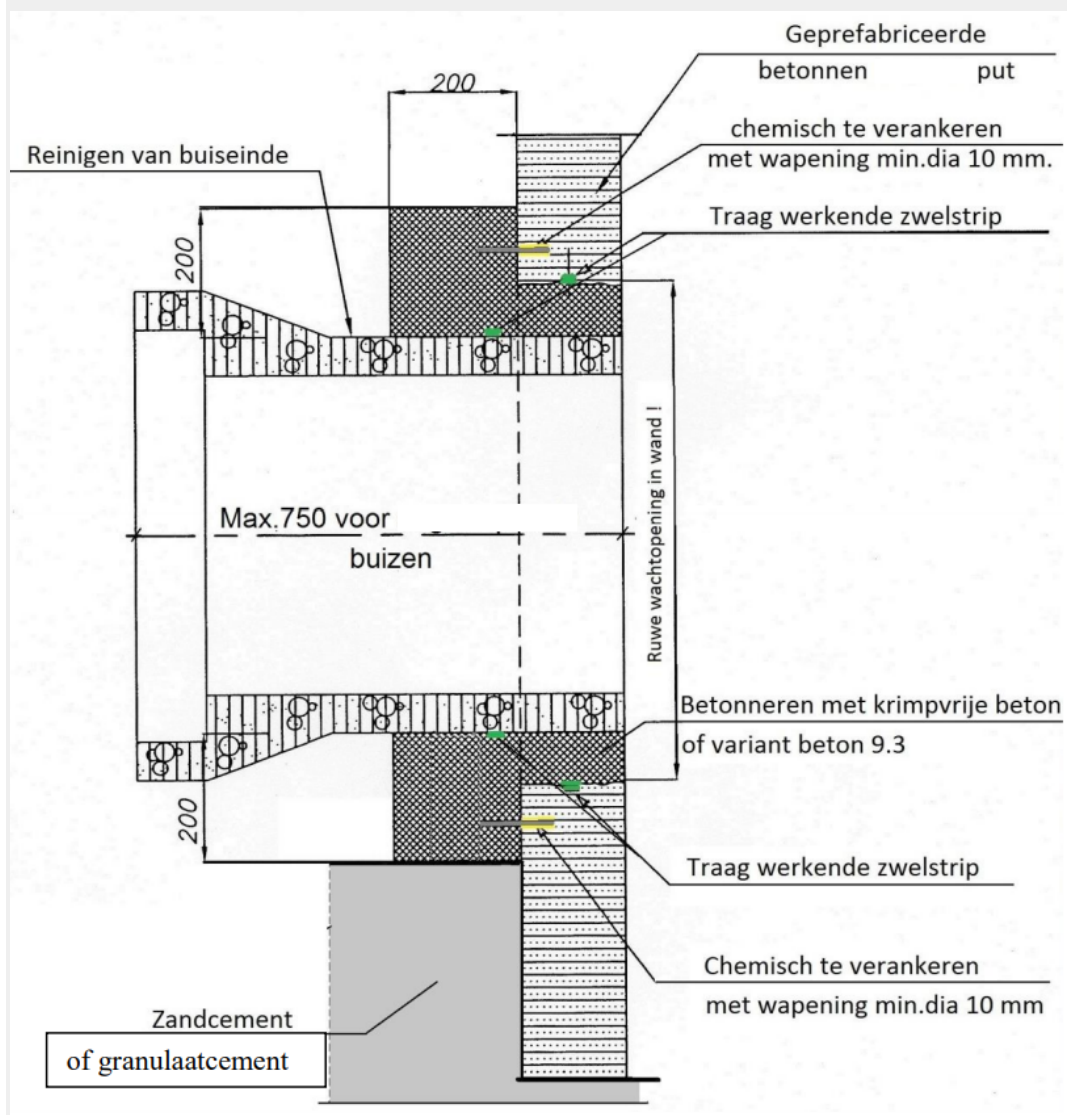 Geprefabriceerde
betonnen put
200
chemisch te verankeren
met wapening min.dia 10 mm.
Reinigen van buiseinde
Traag werkende zwelstrip
200
Max.750 voor
buizen
Ruwe wachtopening in wand !
Betonneren met krimpvrije beton
of variant beton 9.3
200
Traag werkende zwelstrip
Chemisch te verankeren
met wapening min.dia 10 mm
Zandcement
of granulaatcement